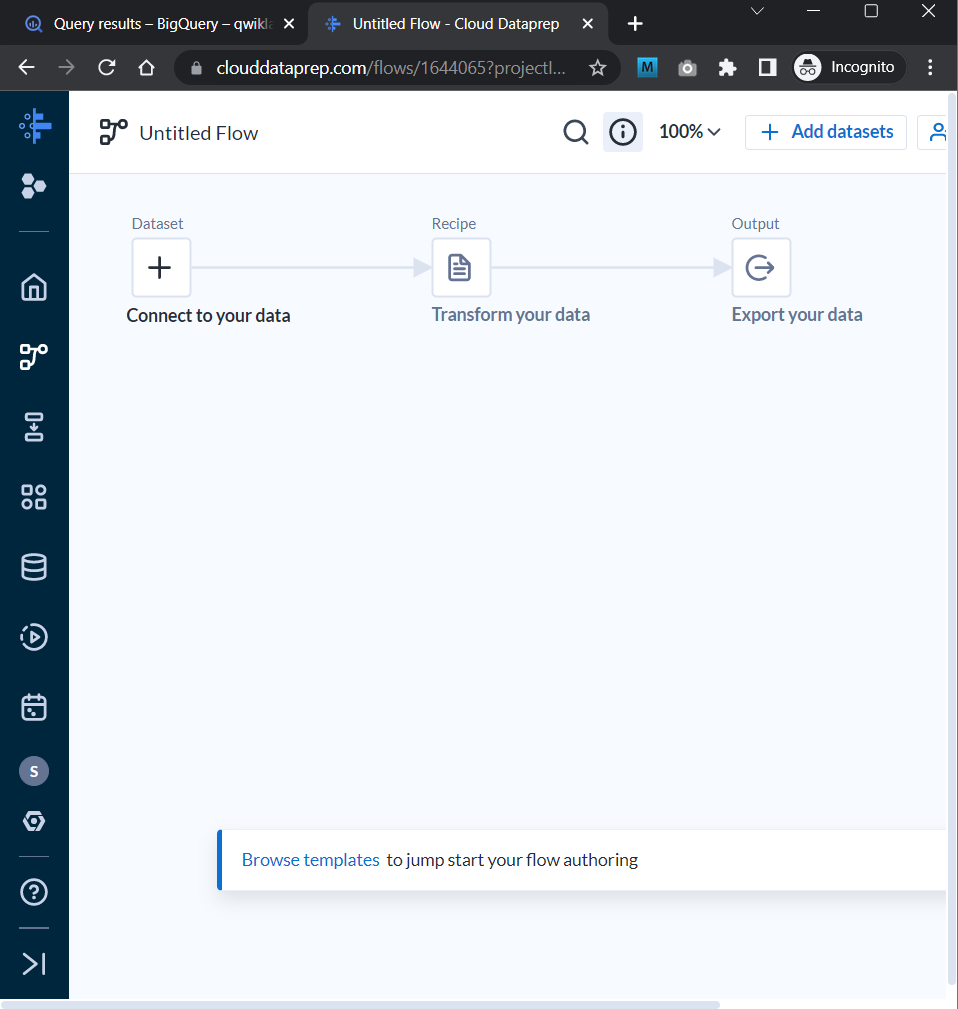 Query results – BigQuery – qwikla
Untitled Flow - Cloud Dataprep
clouddataprep.com/flows/1644065?projectI...
M
Incognito
Untitled Flow
100%
Add datasets
Dataset
Recipe
Output
Connect to your data
Transform your data
Export your data
S
Browse templates to jump start your flow authoring